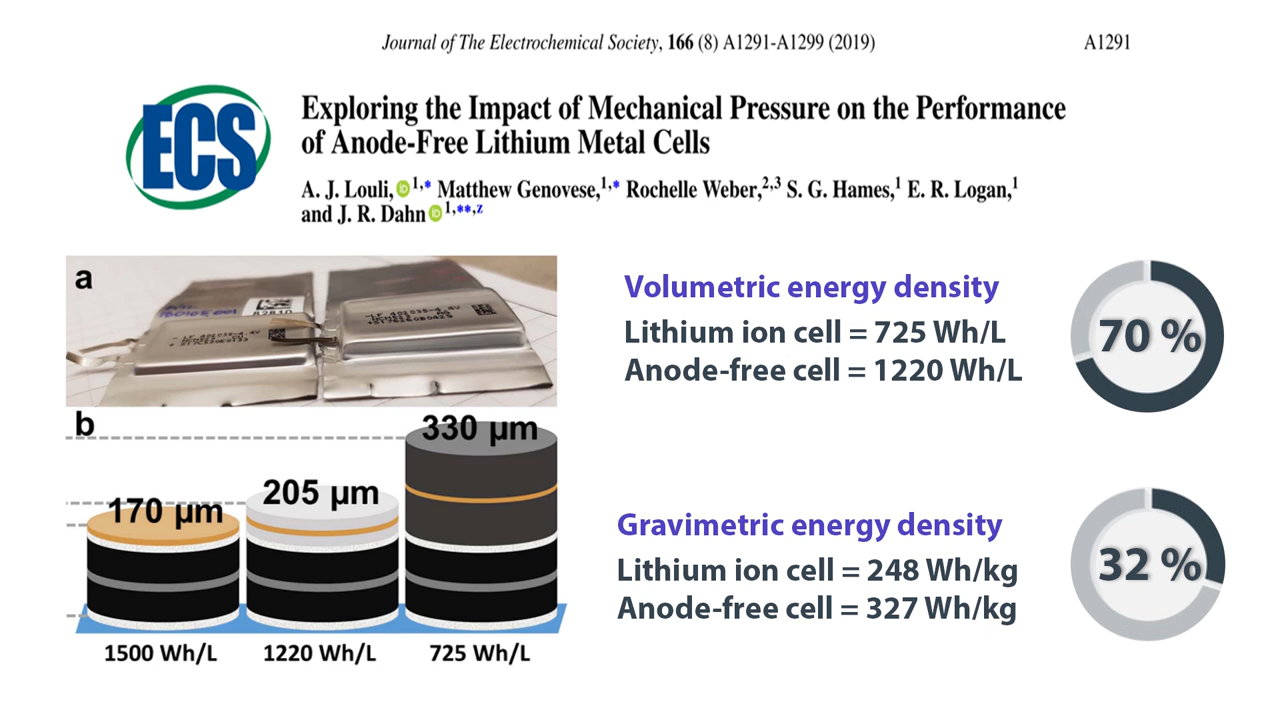 Journal of The Electrochemical Society, 166 (8) A1291-A1299 (2019) A1291
ECS
Exploring the Impact of Mechanical Pressure on the Performance
of Anode-Free Lithium Metal Cells
A. J. Louli, iD 1,* Matthew Genovese,1,* Rochelle Weber,2,3 S. G. Hames,1 E. R. Logan,1
and J. R. Dahn iD 1,**,z
a
b
330 µm
205 µm
170 µm
1500 Wh/L 1220 Wh/L 725 Wh/L
Volumetric energy density
Lithium ion cell = 725 Wh/L
Anode-free cell = 1220 Wh/L
70 %
Gravimetric energy density
Lithium ion cell = 248 Wh/kg
Anode-free cell = 327 Wh/kg
32 %